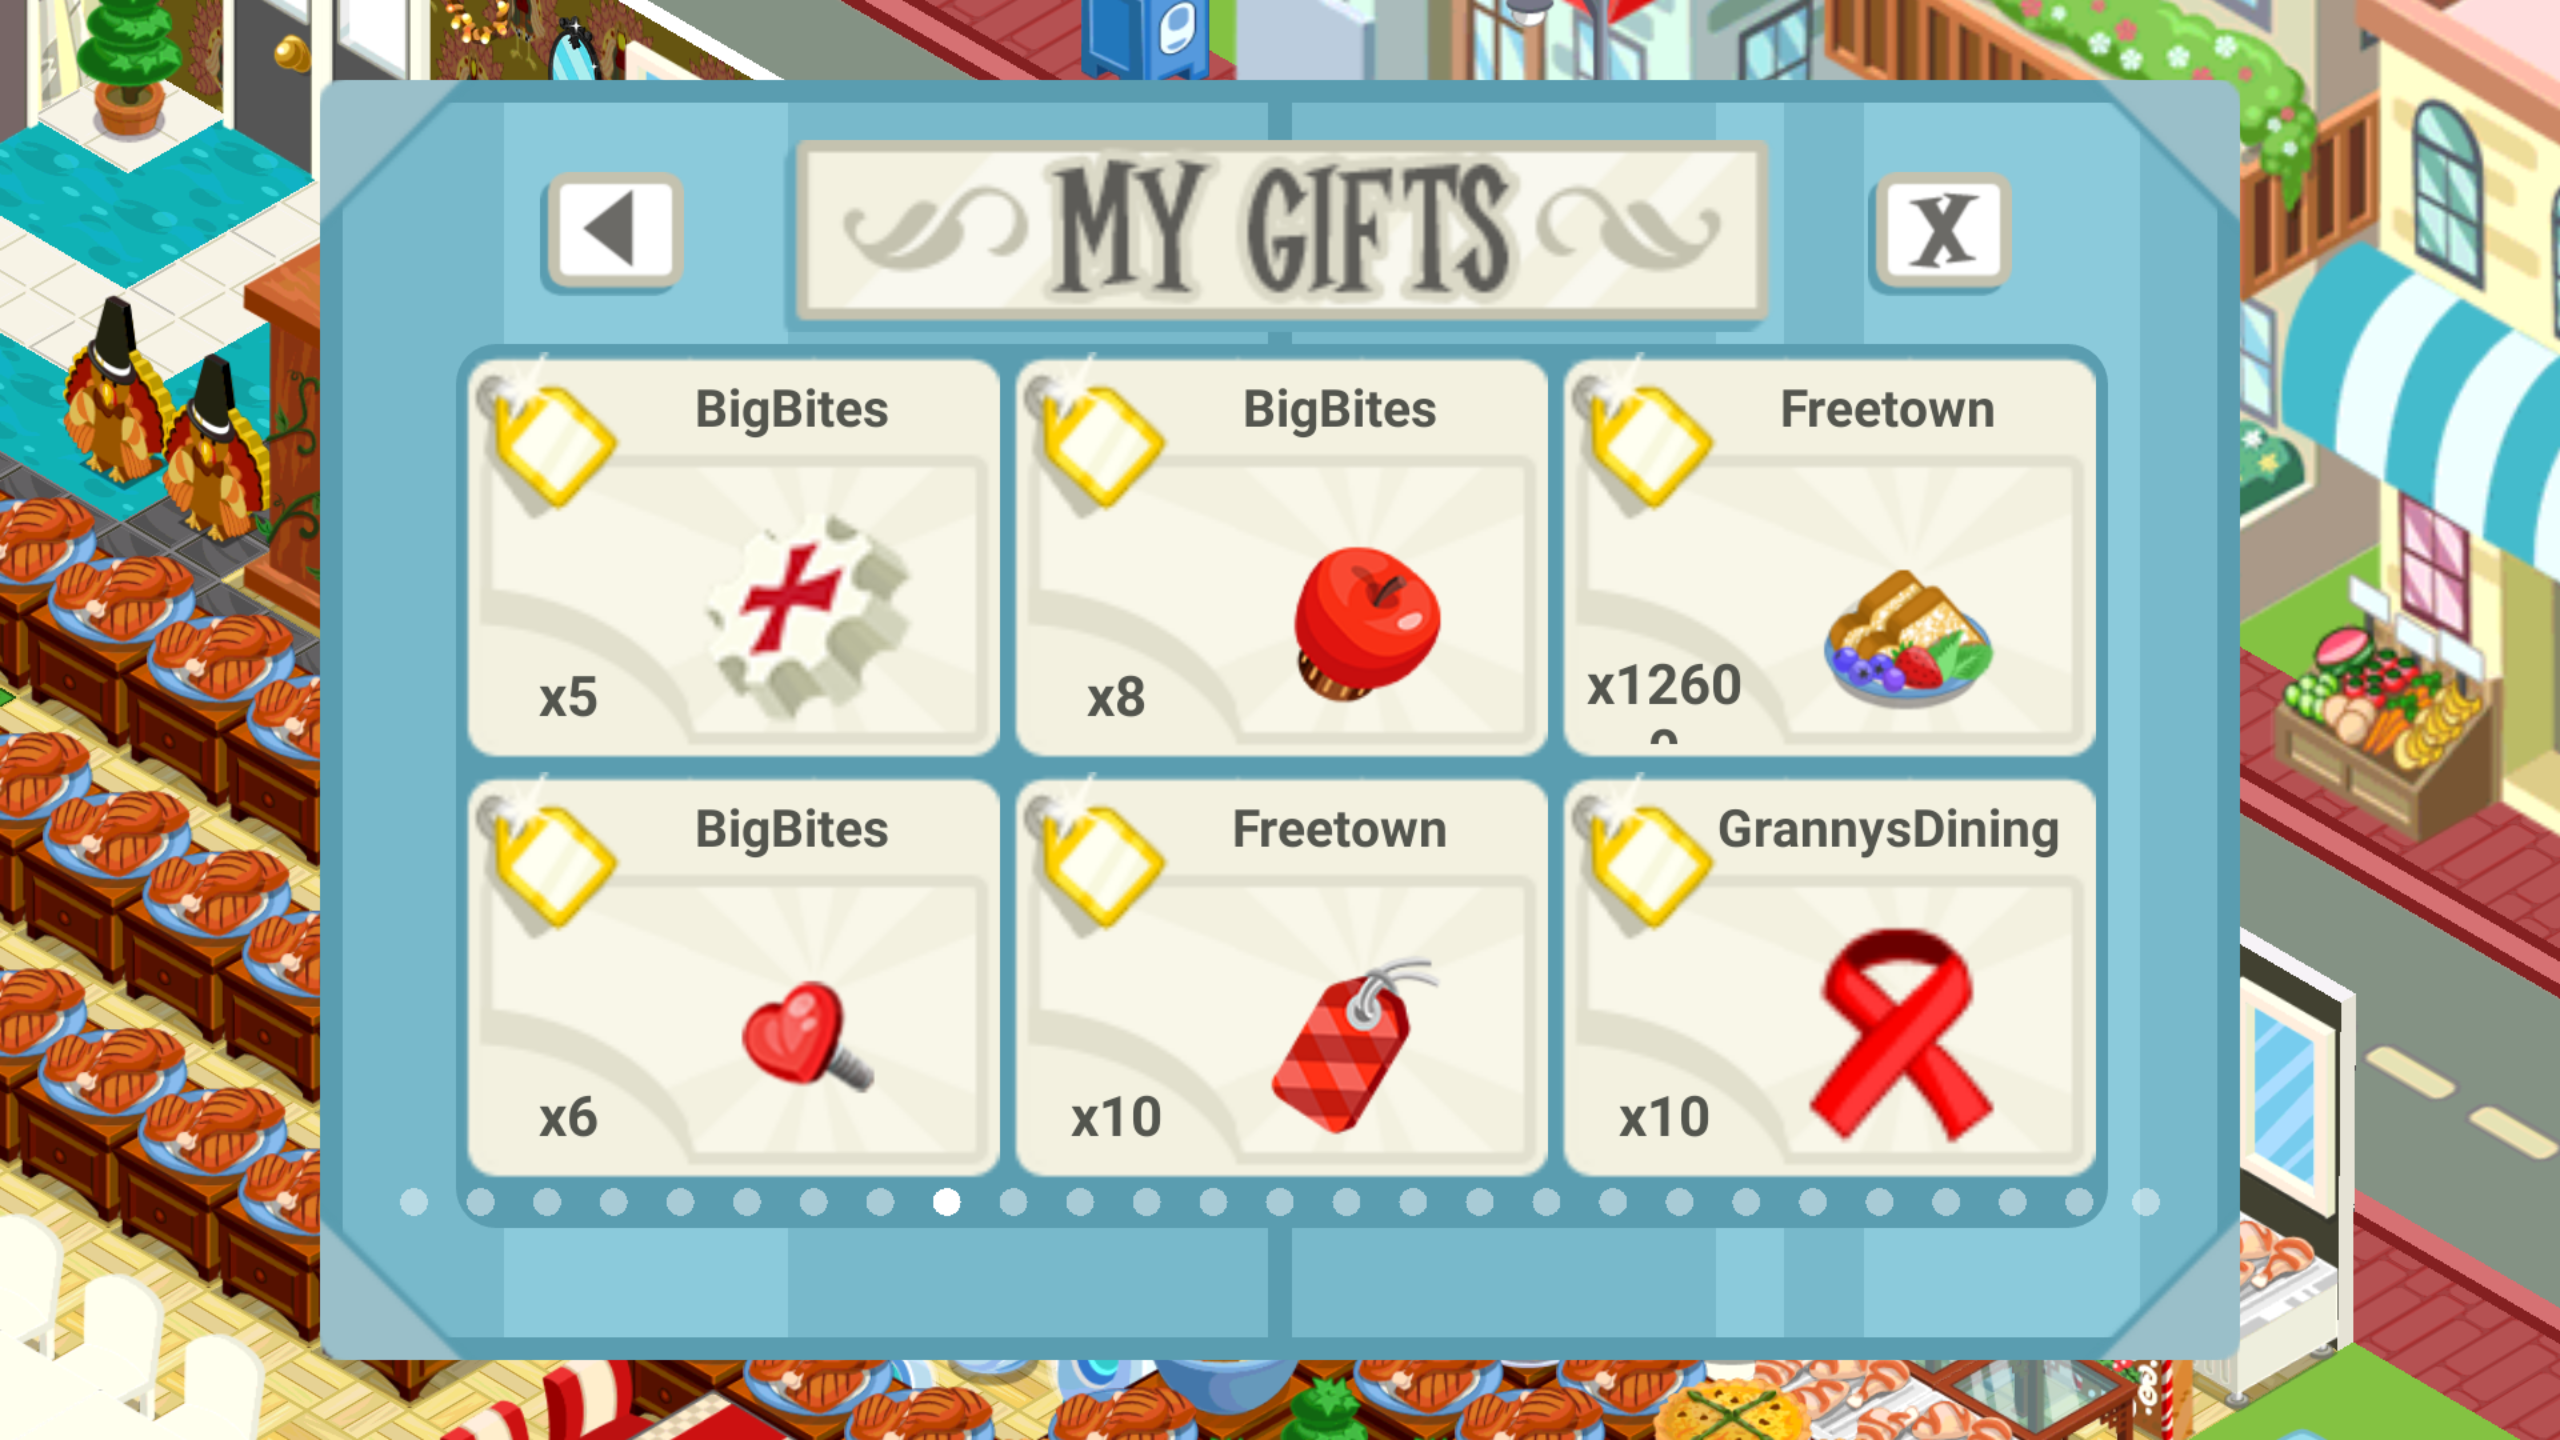 MY GIFTS
X
BigBites
x5
BigBites
x8
Freetown
x1260
BigBites
x6
Freetown
x10
GrannysDining
x10